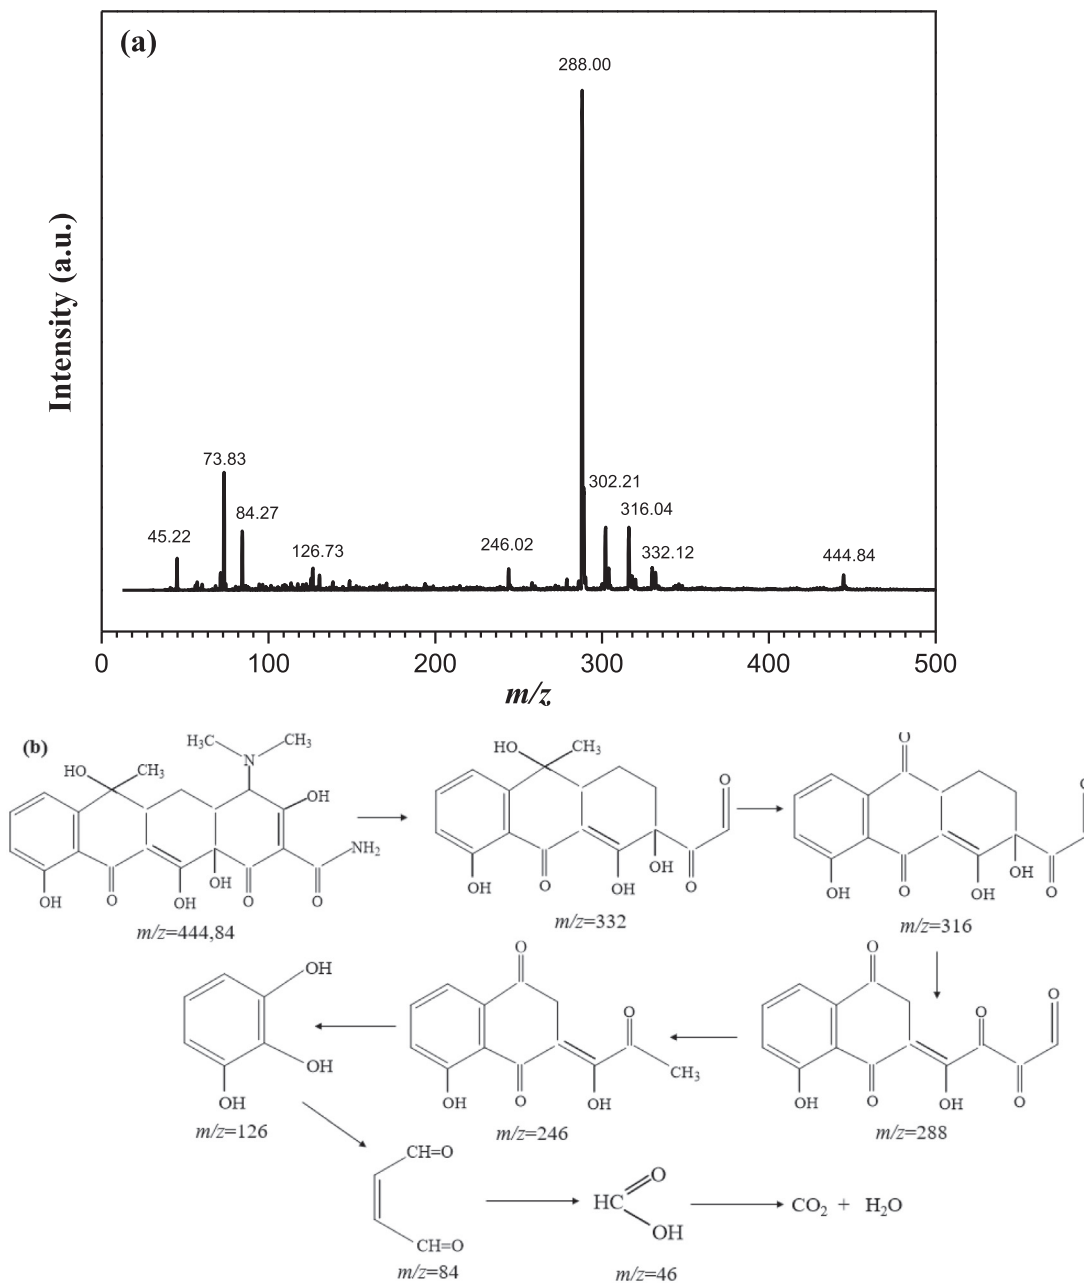 (a)
288.00
Intensity (a.u.)
73.83
302.21
84.27
316.04
45.22
126.73
246.02
332.12
444.84
0 100 200 300 400 500
m/z
(b)
H₃C CH₃
N
HO CH₃
OH
NH₂
OH
OH O OH O O
m/z=444,84
HO CH₃
O
OH
OH O OH O
m/z=332
O
O
OH
OH O OH O
m/z=316
OH
OH
OH
m/z=126
O
O
CH₃
OH O OH
m/z=246
O
O
O
OH O OH O
m/z=288
CH=O
CH=O
m/z=84
O
HC
OH
m/z=46
CO₂ + H₂O